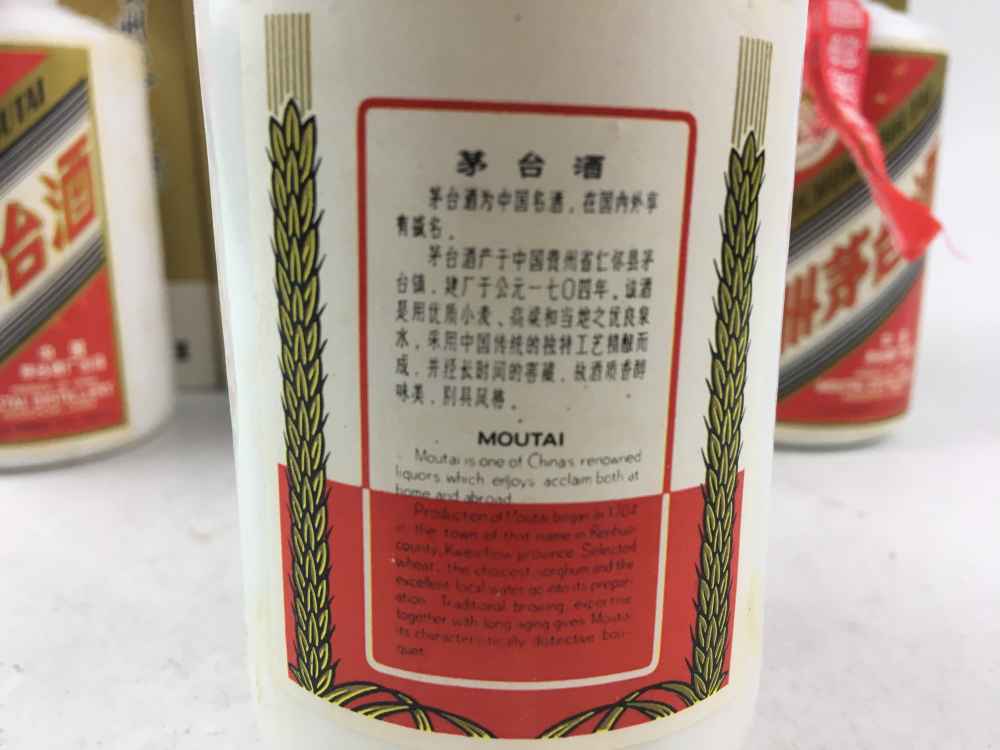 茅台酒
茅台酒为中国名酒，在国内外享
有盛名。
茅台酒产于中国贵州省仁怀县茅
台镇，建厂于公元一七〇四年。该酒
是用优质小麦、高粱和当地之优良泉
水，采用中国传统的独特工艺精酿而
成，并经长时间的窖藏，故酒质香醇
味美，别具风格。
MOUTAI
Moutai is one of China's renowned
liquors which enjoys acclaim both at
home and abroad.
Production of Moutai began in 1704
in the town of that name in Renhuai
county, Kweichow province. Selected
wheat, the choicest sorghum and the
excellent local water go into its prepar-
ation. Traditional brewing expertise
together with long aging gives Moutai
its characteristically distinctive bou-
quet.
UTAI
台酒
州茅台